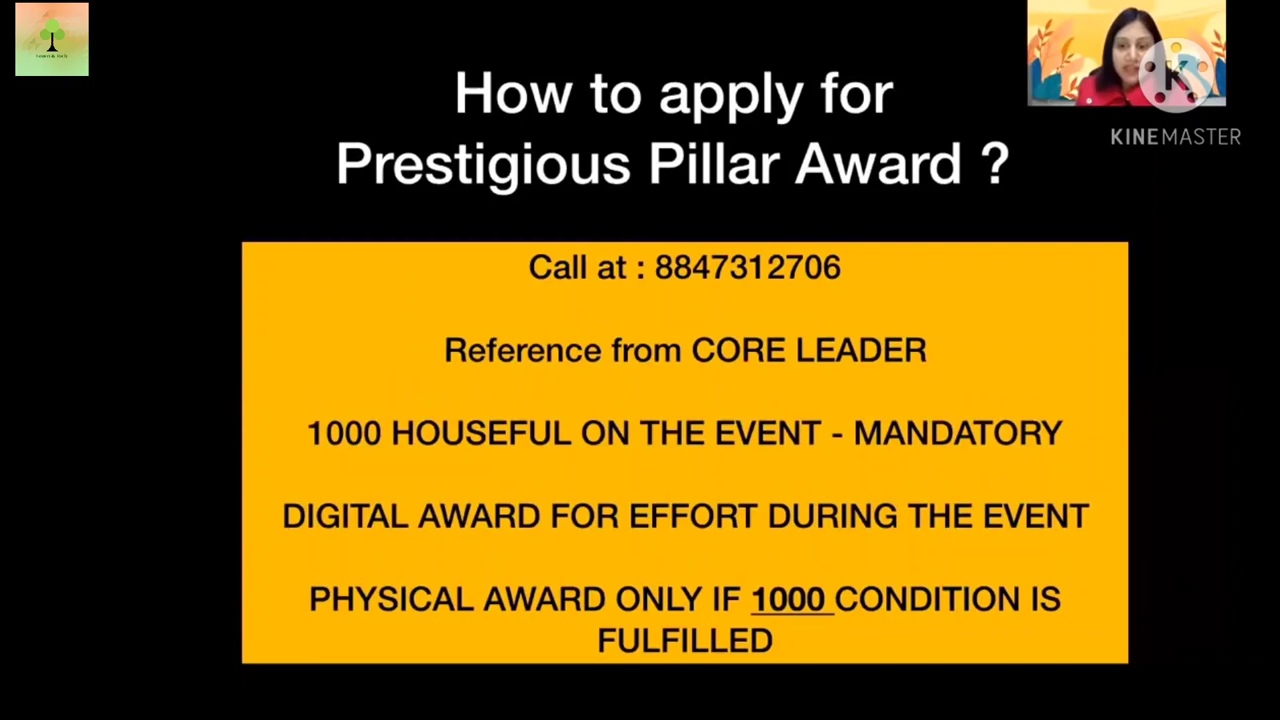 How to apply for
Prestigious Pillar Award ?
KINEMASTER
Call at : 8847312706
Reference from CORE LEADER
1000 HOUSEFUL ON THE EVENT - MANDATORY
DIGITAL AWARD FOR EFFORT DURING THE EVENT
PHYSICAL AWARD ONLY IF 1000 CONDITION IS
FULFILLED